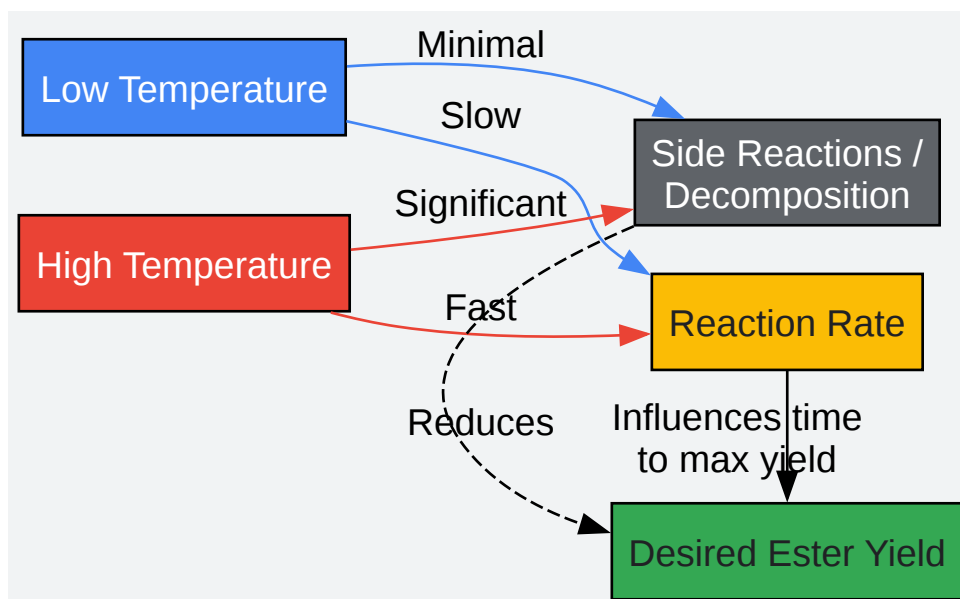 Minimal
Low Temperature
Slow
Side Reactions /
Decomposition
Significant
High Temperature
Fast
Reaction Rate
Reduces
Influences time
to max yield
Desired Ester Yield